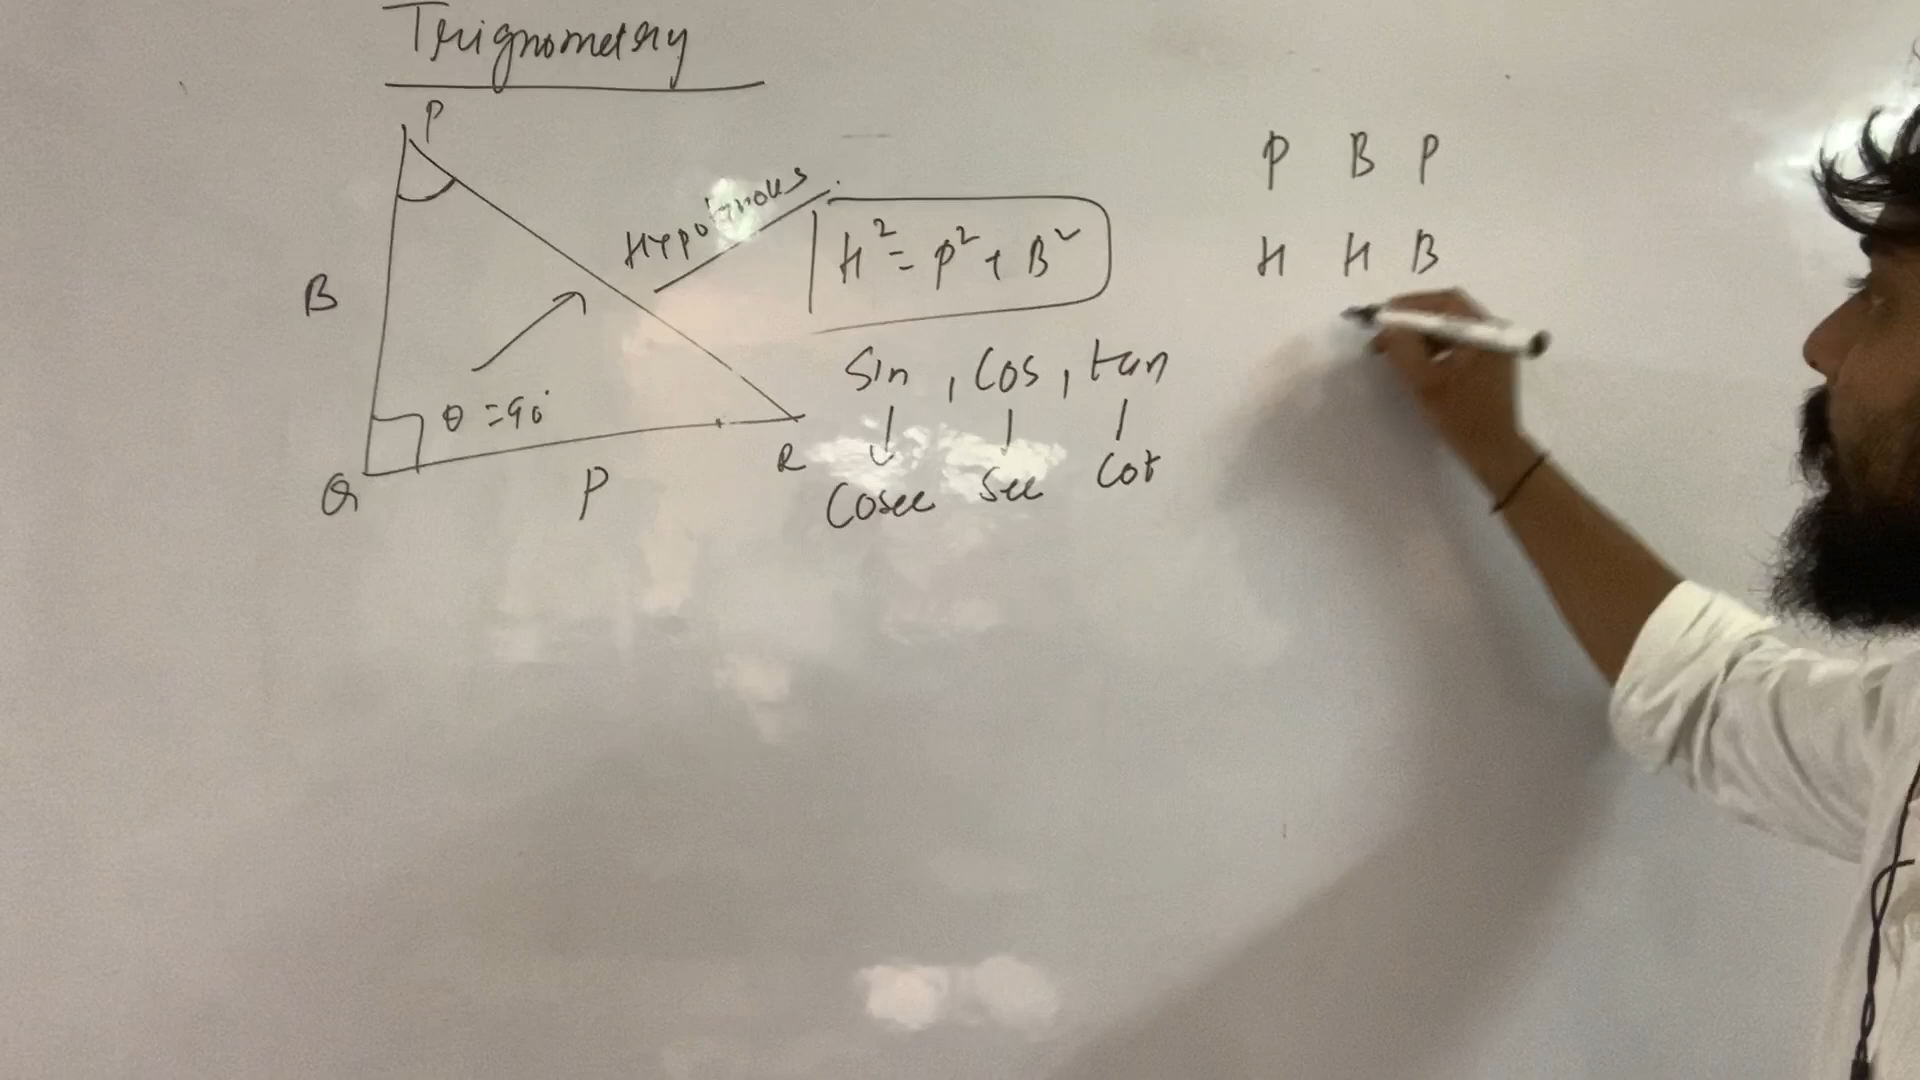 Trignometry
P
B
Hypotnous
H² = P² + B²
θ = 90°
Q
P
R
Sin, Cos, tan
Cosec Sec Cot
P B P
H H B